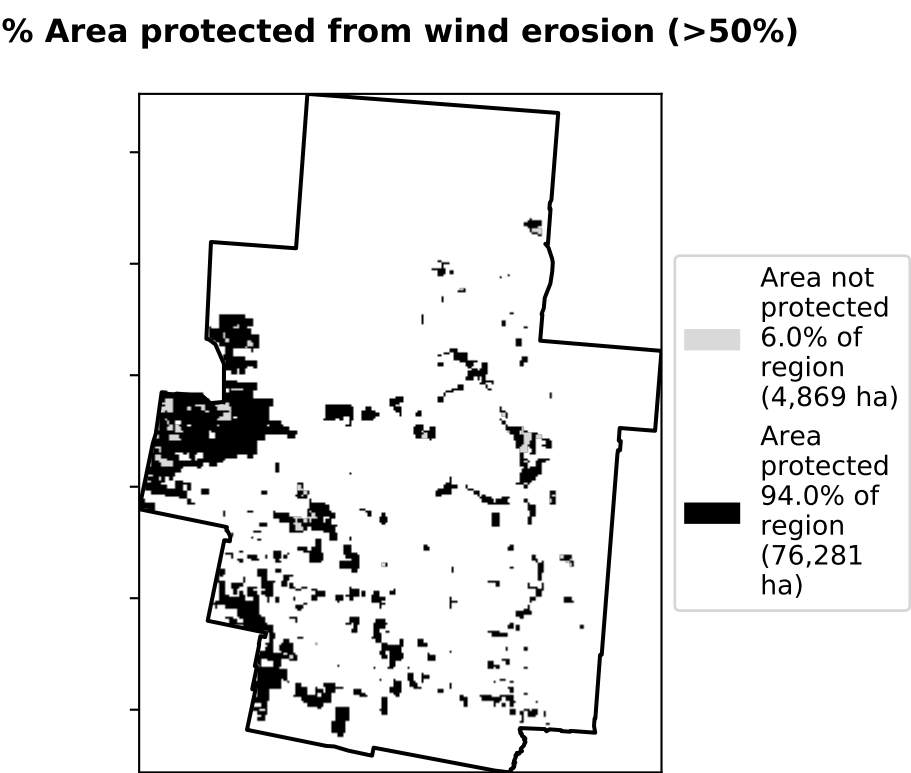 % Area protected from wind erosion (>50%)
Area not
protected
6.0% of
region
(4,869 ha)
Area
protected
94.0% of
region
(76,281
ha)